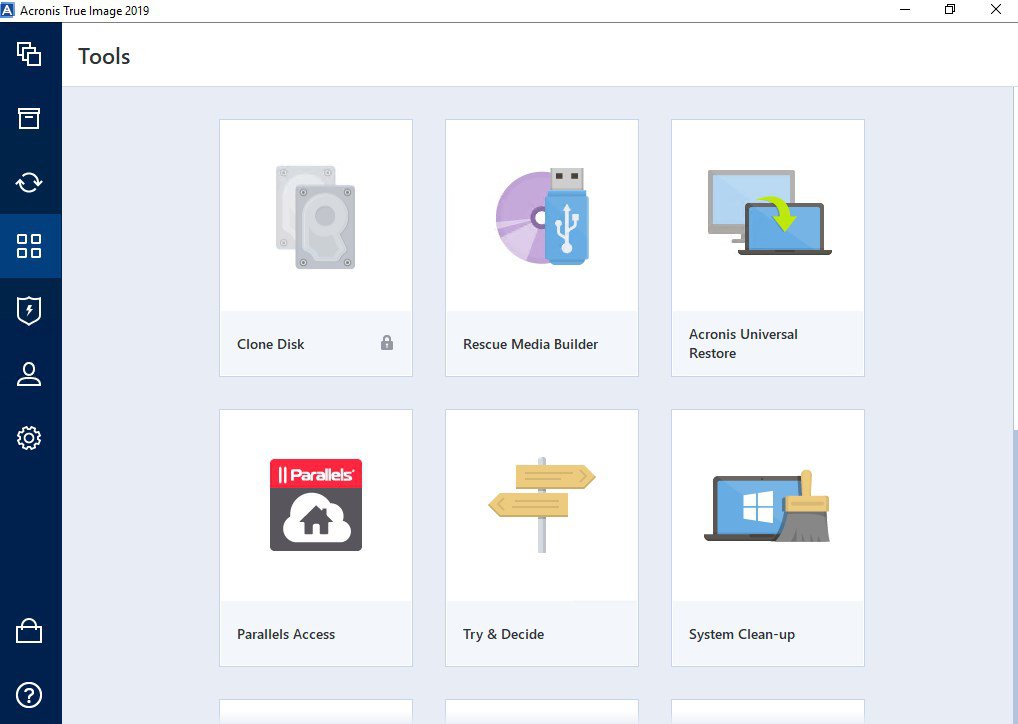 Acronis True Image 2019
Tools
Clone Disk
Rescue Media Builder
Acronis Universal
Restore
Parallels
Parallels Access
Try & Decide
System Clean-up